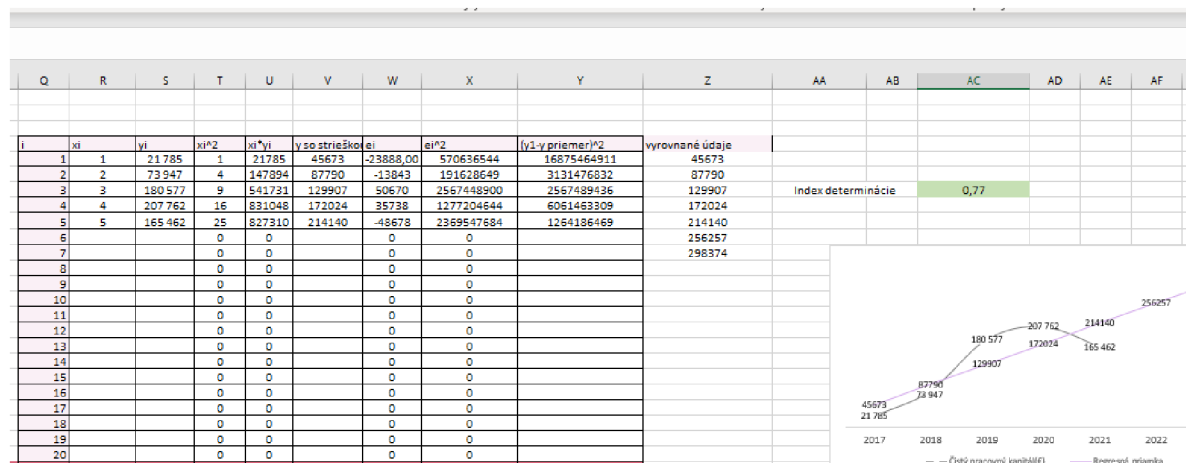 Q R S T U V W X Y Z AA AB AC AD AE AF
i xi yi xi^2 xi*yi y so strieškou ei ei^2 (y1-y priemer)^2 vyrovnané údaje
1 1 21 785 1 21785 45673 -23888,00 570636544 16875464911 45673
2 2 73 947 4 147894 87790 -13843 191628649 3131476832 87790
3 3 180 577 9 541731 129907 50670 2567448900 2567489436 129907 Index determinácie 0,77
4 4 207 762 16 831048 172024 35738 1277204644 6061463309 172024
5 5 165 462 25 827310 214140 -48678 2369547684 1264186469 214140
6 0 0 0 0 256257
7 0 0 0 0 298374
8 0 0 0 0
9 0 0 0 0
10 0 0 0 0
11 0 0 0 0
12 0 0 0 0
13 0 0 0 0
14 0 0 0 0
15 0 0 0 0
16 0 0 0 0
17 0 0 0 0
18 0 0 0 0
19 0 0 0 0
20 0 0 0 0
256257
207 762 214140
180 577 172024 165 462
129907
87790
73 947
45673
21 785
2017 2018 2019 2020 2021 2022
Čistý pracovný kapitál(€) Regresná priamka